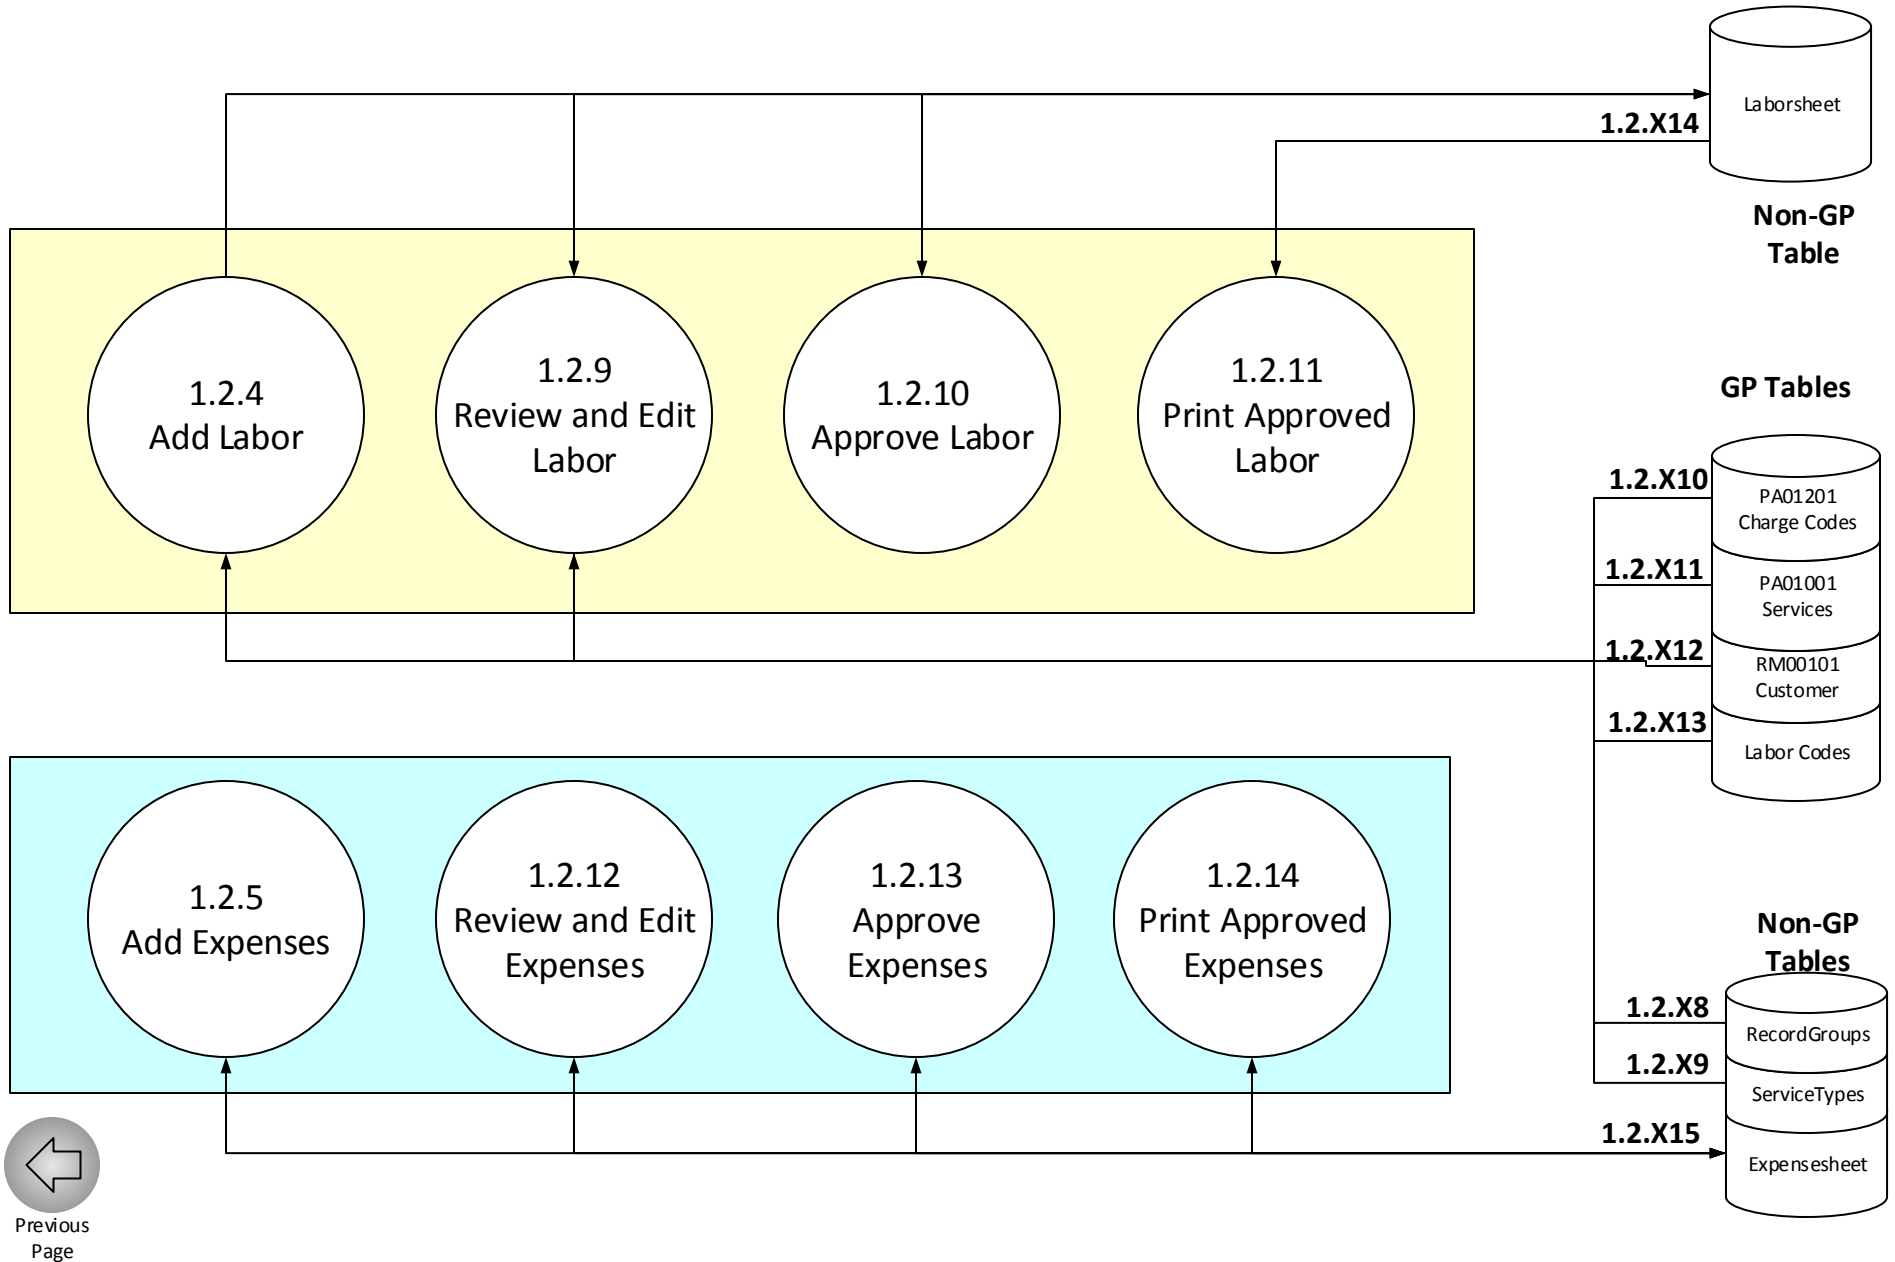 Laborsheet
1.2.X14
Non-GP
Table
1.2.4
Add Labor
1.2.9
Review and Edit
Labor
1.2.10
Approve Labor
1.2.11
Print Approved
Labor
GP Tables
1.2.X10
PA01201
Charge Codes
1.2.X11
PA01001
Services
1.2.X12
RM00101
Customer
1.2.X13
Labor Codes
1.2.5
Add Expenses
1.2.12
Review and Edit
Expenses
1.2.13
Approve
Expenses
1.2.14
Print Approved
Expenses
Non-GP
Tables
1.2.X8
RecordGroups
1.2.X9
ServiceTypes
1.2.X15
Expensesheet
Previous
Page